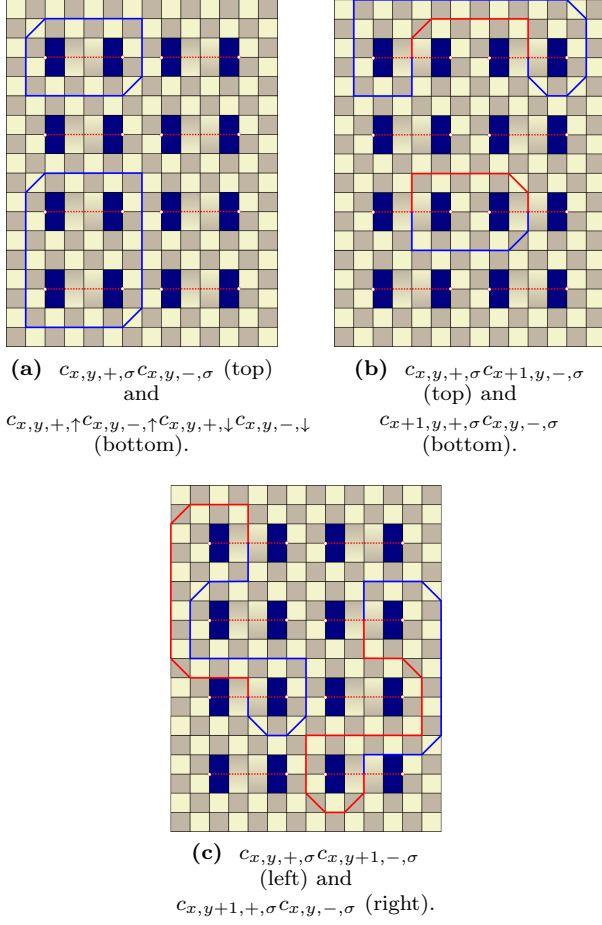 (a) c_{x,y,+,σ}c_{x,y,−,σ} (top)
and
c_{x,y,+,↑}c_{x,y,−,↑}c_{x,y,+,↓}c_{x,y,−,↓}
(bottom).
(b) c_{x,y,+,σ}c_{x+1,y,−,σ}
(top) and
c_{x+1,y,+,σ}c_{x,y,−,σ}
(bottom).
(c) c_{x,y,+,σ}c_{x,y+1,−,σ}
(left) and
c_{x,y+1,+,σ}c_{x,y,−,σ} (right).